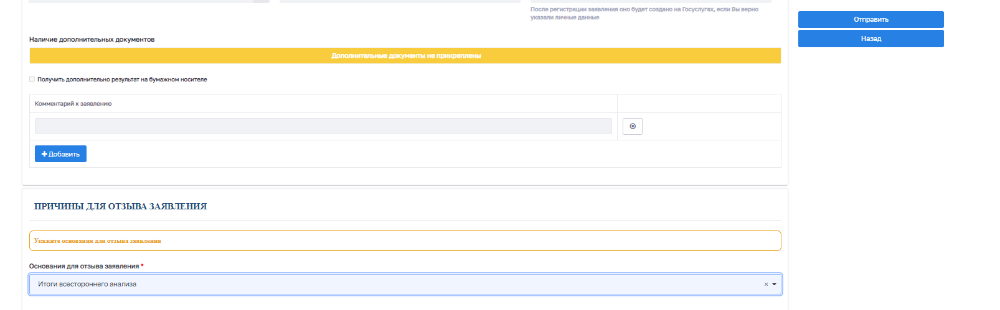 После регистрации заявления оно будет создано на Госуслугах, если Вы верно
указали личные данные
Отправить
Назад
Наличие дополнительных документов
Дополнительные документы не прикреплены
Получить дополнительно результат на бумажном носителе
Комментарий к заявлению
Добавить
ПРИЧИНЫ ДЛЯ ОТЗЫВА ЗАЯВЛЕНИЯ
Укажите основания для отзыва заявления
Основания для отзыва заявления *
Итоги всестороннего анализа